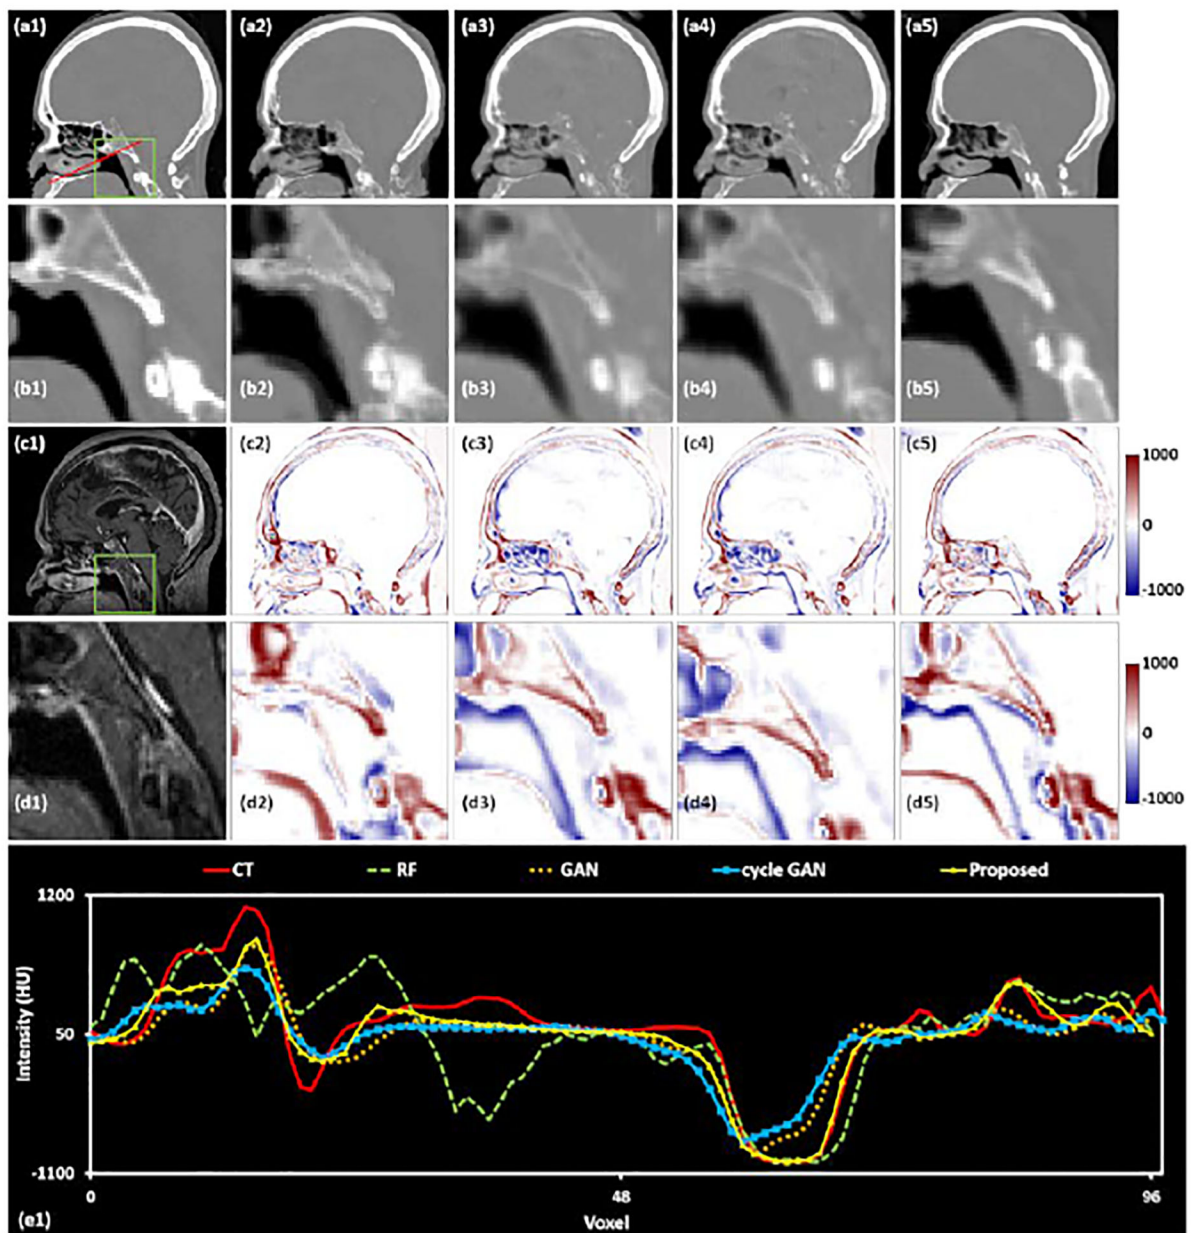 (a1) (a2) (a3) (a4) (a5)
(b1) (b2) (b3) (b4) (b5)
(c1) (c2) (c3) (c4) (c5)
1000
0
-1000
(d1) (d2) (d3) (d4) (d5)
1000
0
-1000
CT RF GAN cycle GAN Proposed
1200
50
-1100
Intensity (HU)
0 48 96
Voxel
(e1)